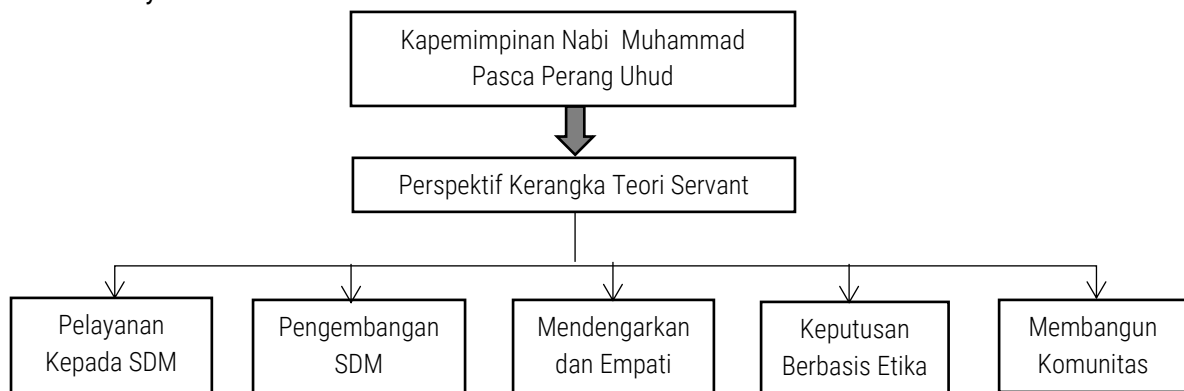 Kapemimpinan Nabi Muhammad
Pasca Perang Uhud
Perspektif Kerangka Teori Servant
Pelayanan
Kepada SDM
Pengembangan
SDM
Mendengarkan
dan Empati
Keputusan
Berbasis Etika
Membangun
Komunitas